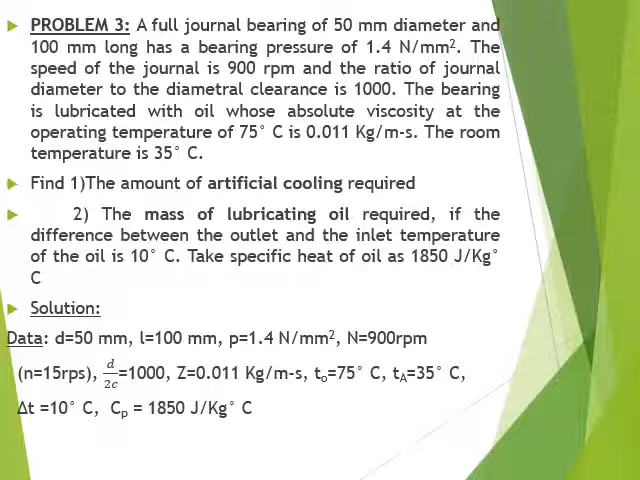 PROBLEM 3: A full journal bearing of 50 mm diameter and
100 mm long has a bearing pressure of 1.4 N/mm². The
speed of the journal is 900 rpm and the ratio of journal
diameter to the diametral clearance is 1000. The bearing
is lubricated with oil whose absolute viscosity at the
operating temperature of 75° C is 0.011 Kg/m-s. The room
temperature is 35° C.
Find 1)The amount of artificial cooling required
2) The mass of lubricating oil required, if the
difference between the outlet and the inlet temperature
of the oil is 10° C. Take specific heat of oil as 1850 J/Kg°
C
Solution:
Data: d=50 mm, l=100 mm, p=1.4 N/mm², N=900rpm
(n=15rps), d/2c=1000, Z=0.011 Kg/m-s, to=75° C, tA=35° C,
Δt =10° C, Cp = 1850 J/Kg° C